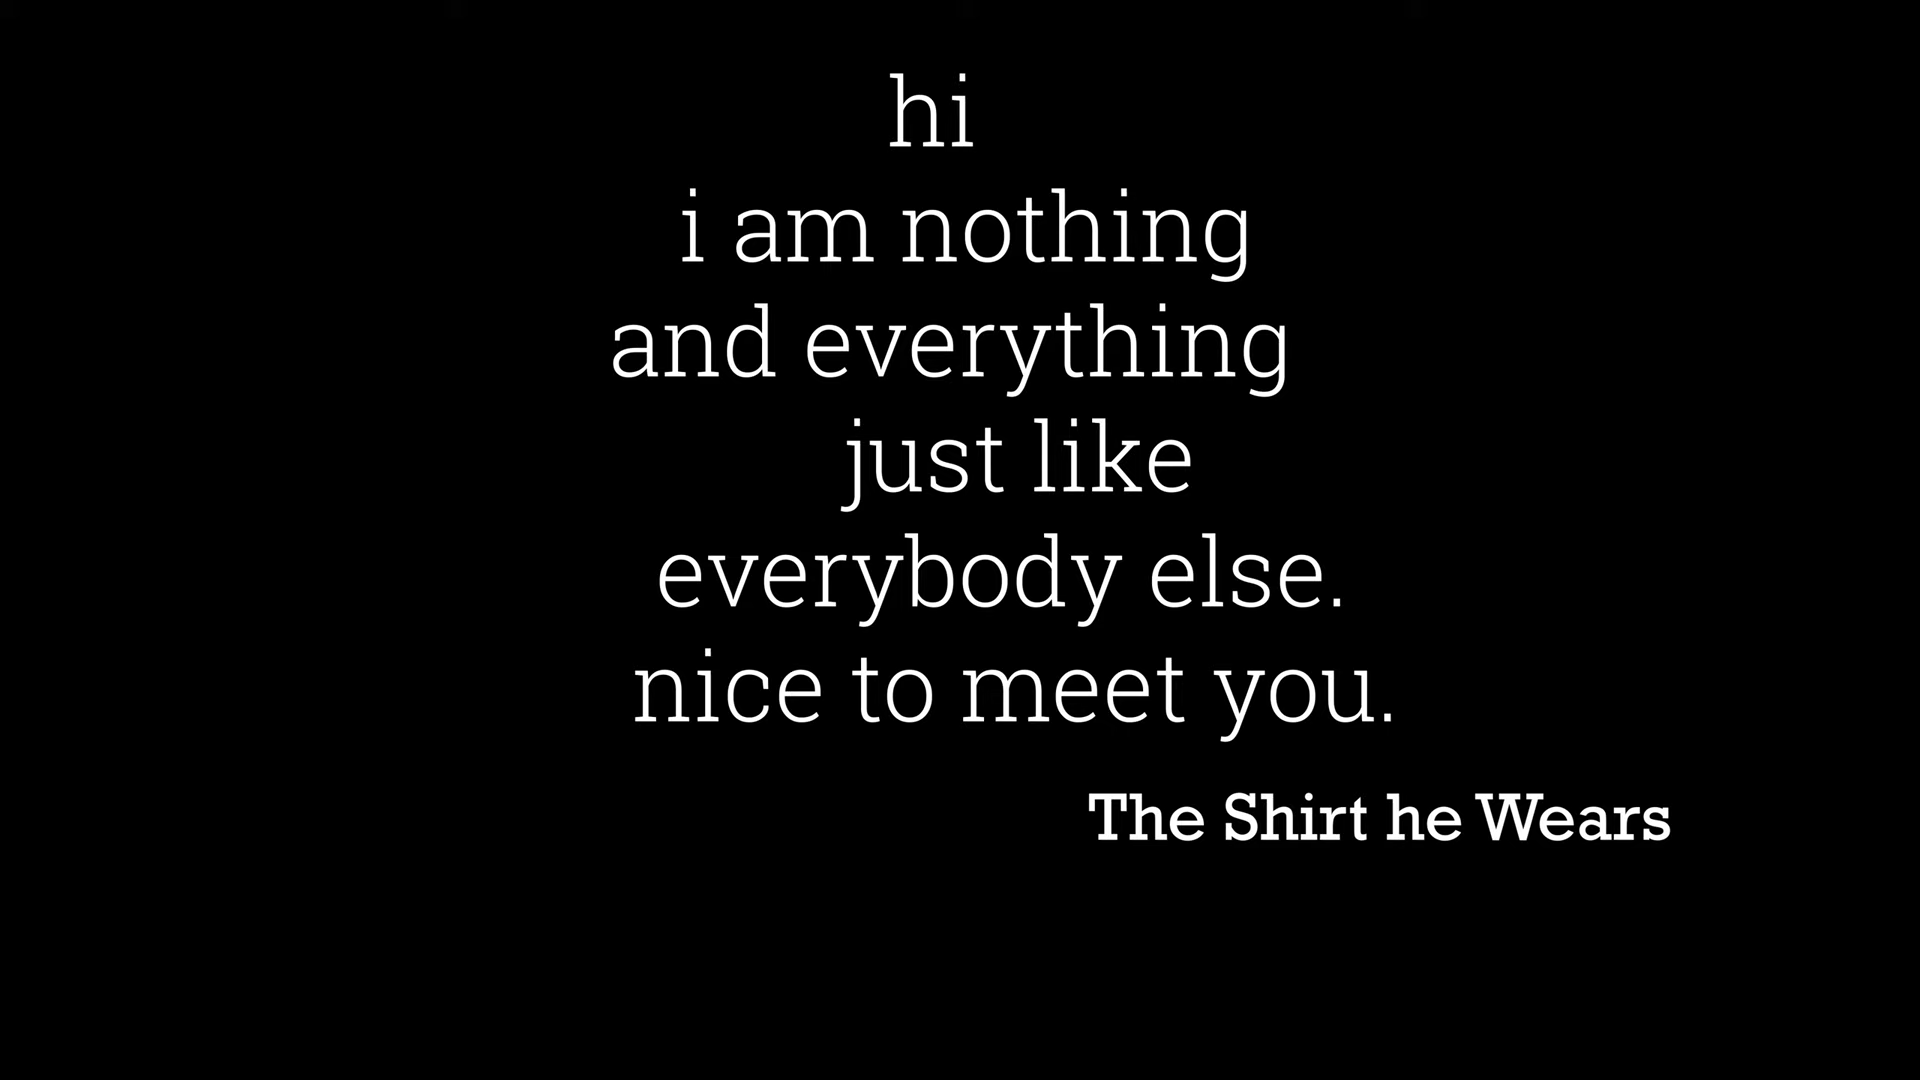 hi
i am nothing
and everything
just like
everybody else.
nice to meet you.
The Shirt he Wears